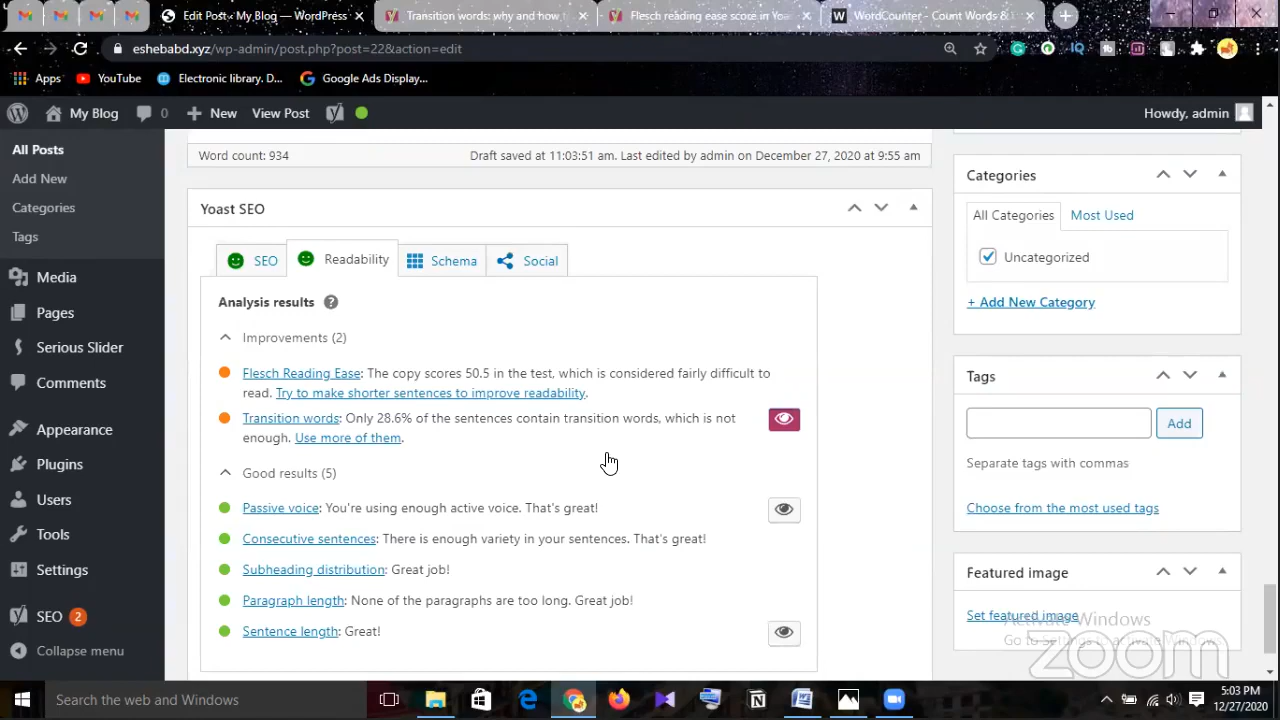 Edit Post ‹ My Blog — WordPress
Transition words: why and how t
Flesch reading ease score in Yo
WordCounter - Count Words &
eshebabd.xyz/wp-admin/post.php?post=22&action=edit
Apps
YouTube
Electronic library. D...
Google Ads Display...
My Blog
0
New
View Post
Howdy, admin
All Posts
Add New
Categories
Tags
Media
Pages
Serious Slider
Comments
Appearance
Plugins
Users
Tools
Settings
SEO 2
Collapse menu
Word count: 934
Draft saved at 11:03:51 am. Last edited by admin on December 27, 2020 at 9:55 am
Yoast SEO
SEO
Readability
Schema
Social
Analysis results
Improvements (2)
Flesch Reading Ease: The copy scores 50.5 in the test, which is considered fairly difficult to
read. Try to make shorter sentences to improve readability.
Transition words: Only 28.6% of the sentences contain transition words, which is not
enough. Use more of them.
Good results (5)
Passive voice: You're using enough active voice. That's great!
Consecutive sentences: There is enough variety in your sentences. That's great!
Subheading distribution: Great job!
Paragraph length: None of the paragraphs are too long. Great job!
Sentence length: Great!
Categories
All Categories
Most Used
Uncategorized
+ Add New Category
Tags
Add
Separate tags with commas
Choose from the most used tags
Featured image
Set featured image
Activate Windows
Go to Settings to activate Windows.
zoom
Search the web and Windows
5:03 PM
12/27/2020